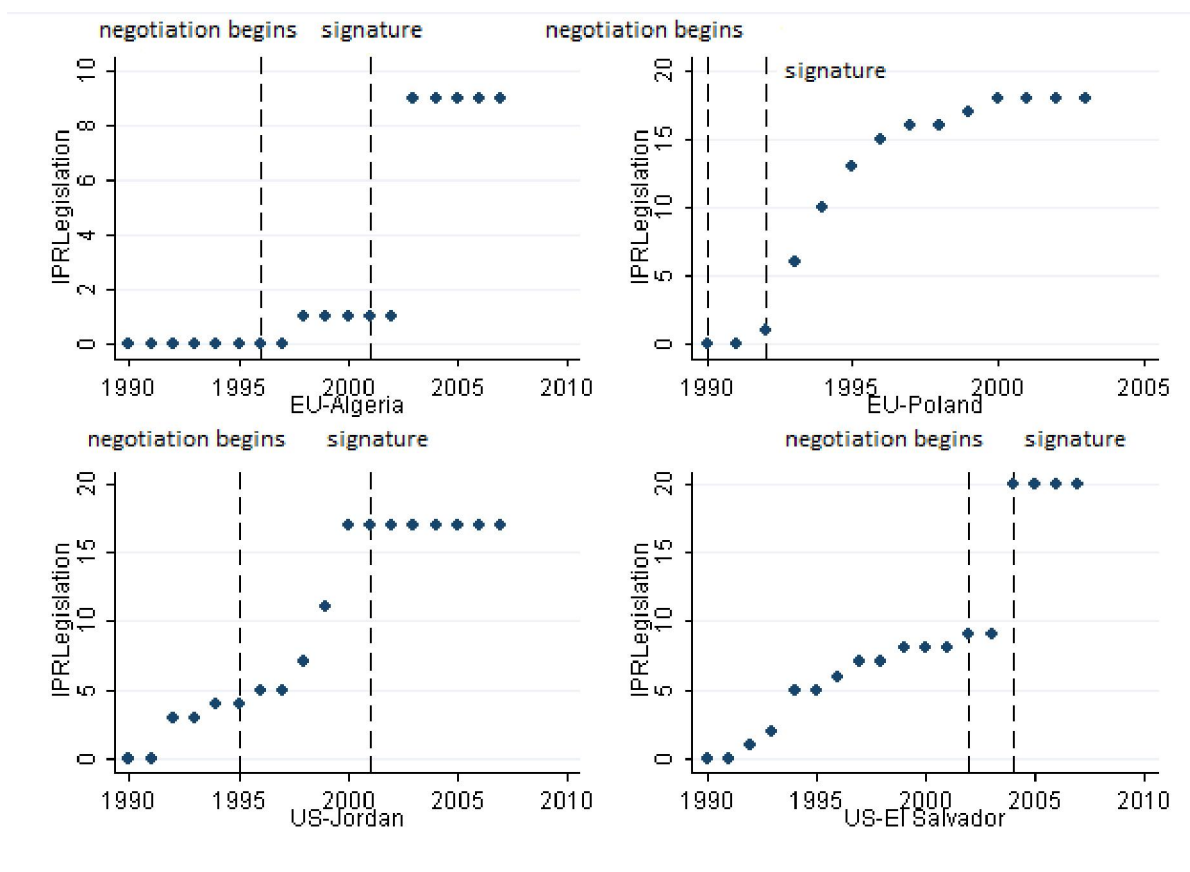 negotiation begins signature
10
8
6
4
2
0
IPRLegislation
1990 1995 2000 2005 2010
EU-Algeria
negotiation begins
signature
20
15
10
5
0
IPRLegislation
1990 1995 2000 2005
EU-Poland
negotiation begins signature
20
15
10
5
0
IPRLegislation
1990 1995 2000 2005 2010
US-Jordan
negotiation begins signature
20
15
10
5
0
IPRLegislation
1990 1995 2000 2005 2010
US-El Salvador